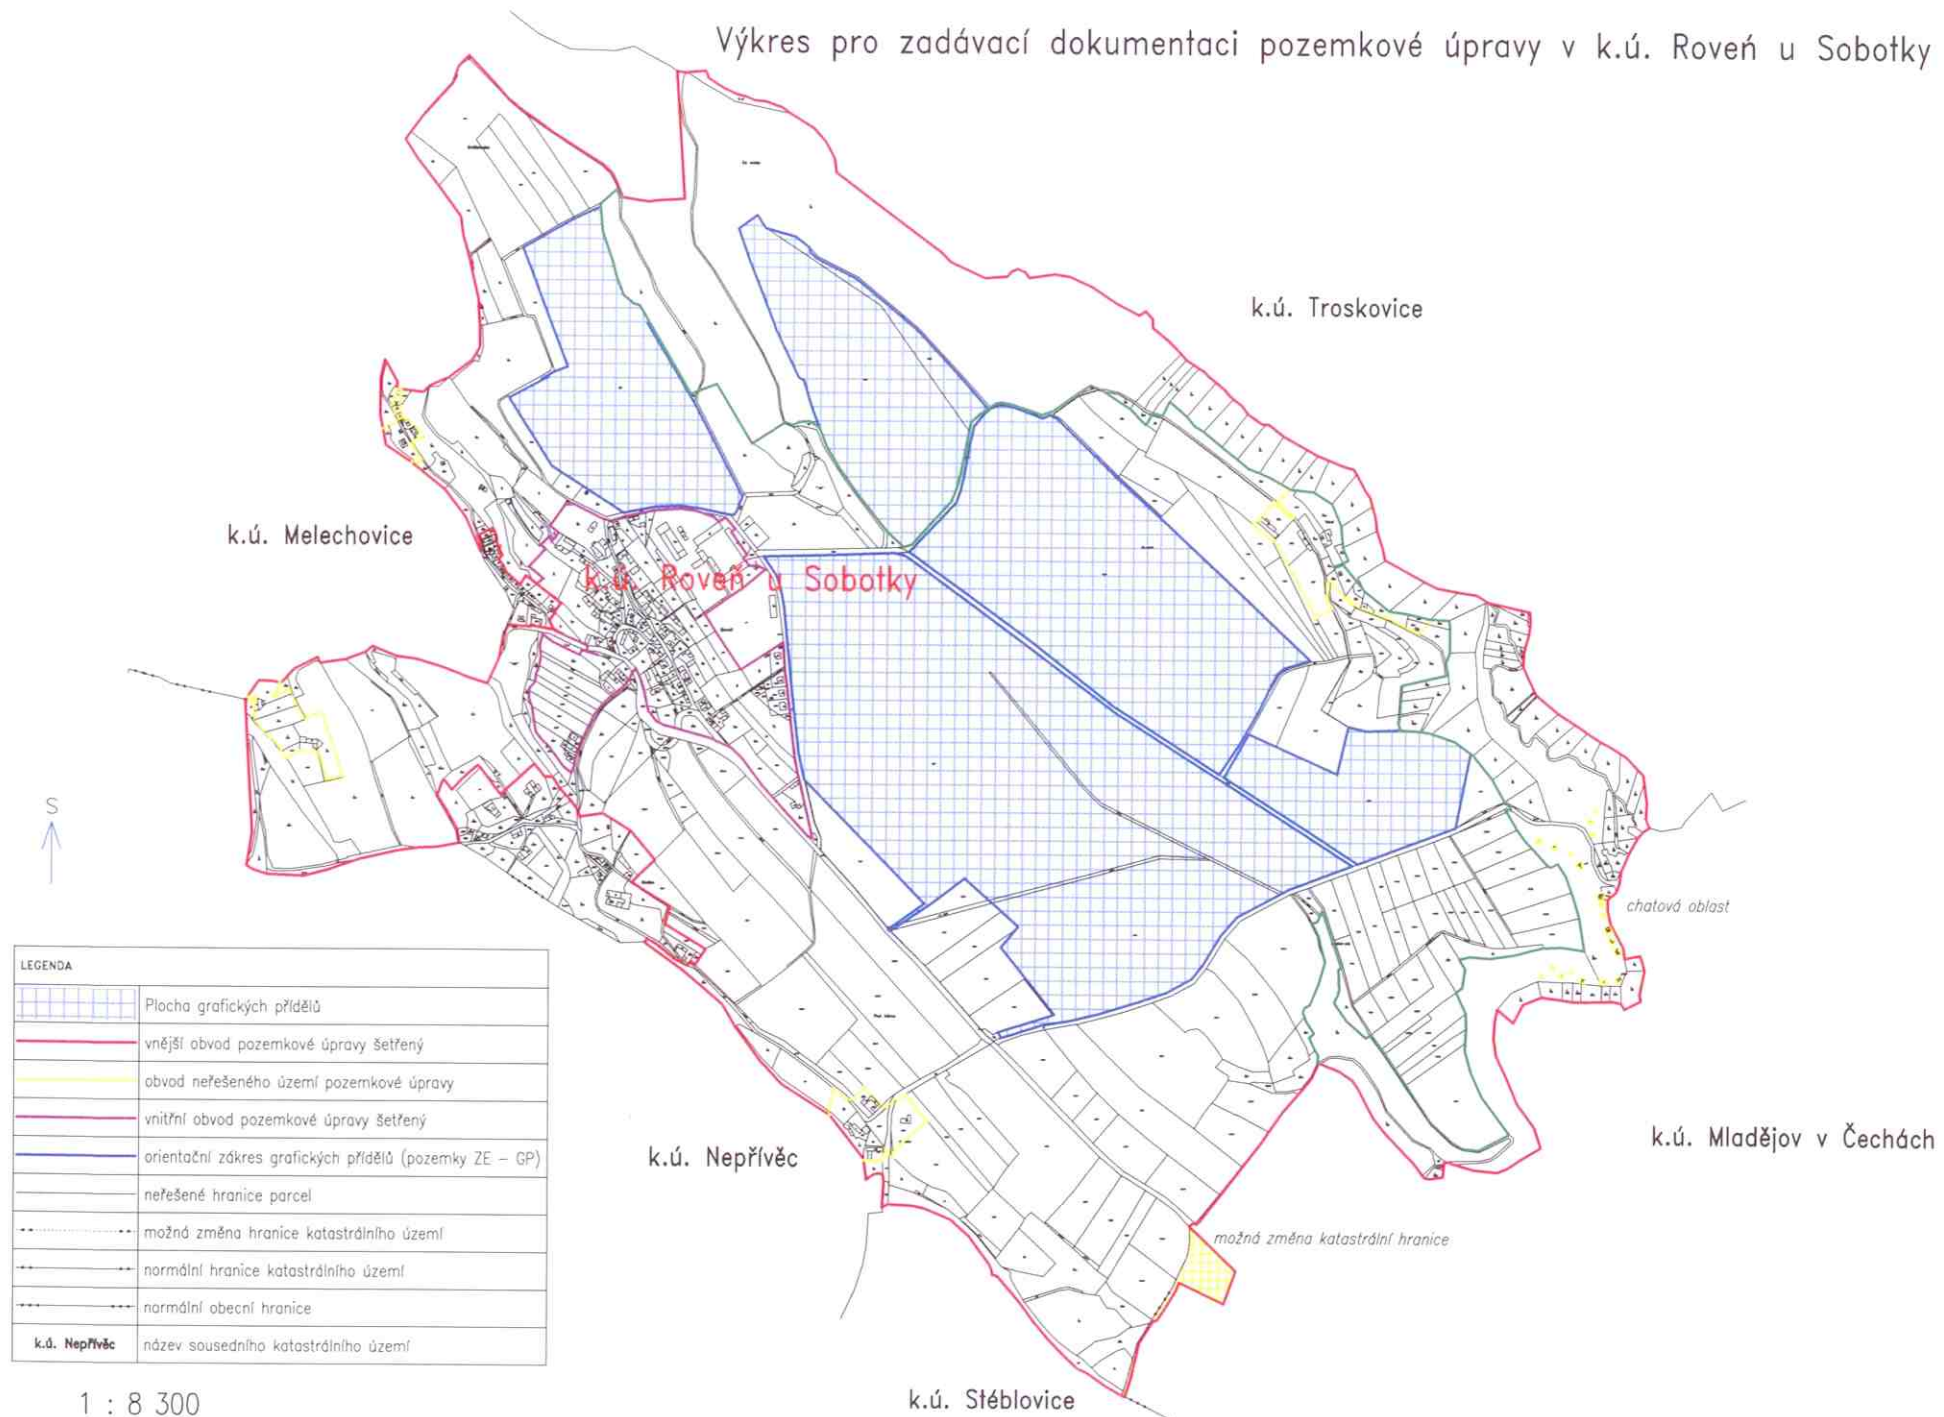 Výkres pro zadávací dokumentaci pozemkové úpravy v k.ú. Roveň u Sobotky
k.ú. Troskovice
k.ú. Melechovice
k.ú. Roveň u Sobotky
S
chatová oblast
k.ú. Nepřívěc
k.ú. Mladějov v Čechách
možná změna katastrální hranice
LEGENDA
Plocha grafických přídělů
vnější obvod pozemkové úpravy šetřený
obvod neřešeného území pozemkové úpravy
vnitřní obvod pozemkové úpravy šetřený
orientační zákres grafických přídělů (pozemky ZE – GP)
neřešené hranice parcel
možná změna hranice katastrálního území
normální hranice katastrálního území
normální obecní hranice
k.ú. Nepřívěc název sousedního katastrálního území
1 : 8 300
k.ú. Stéblovice